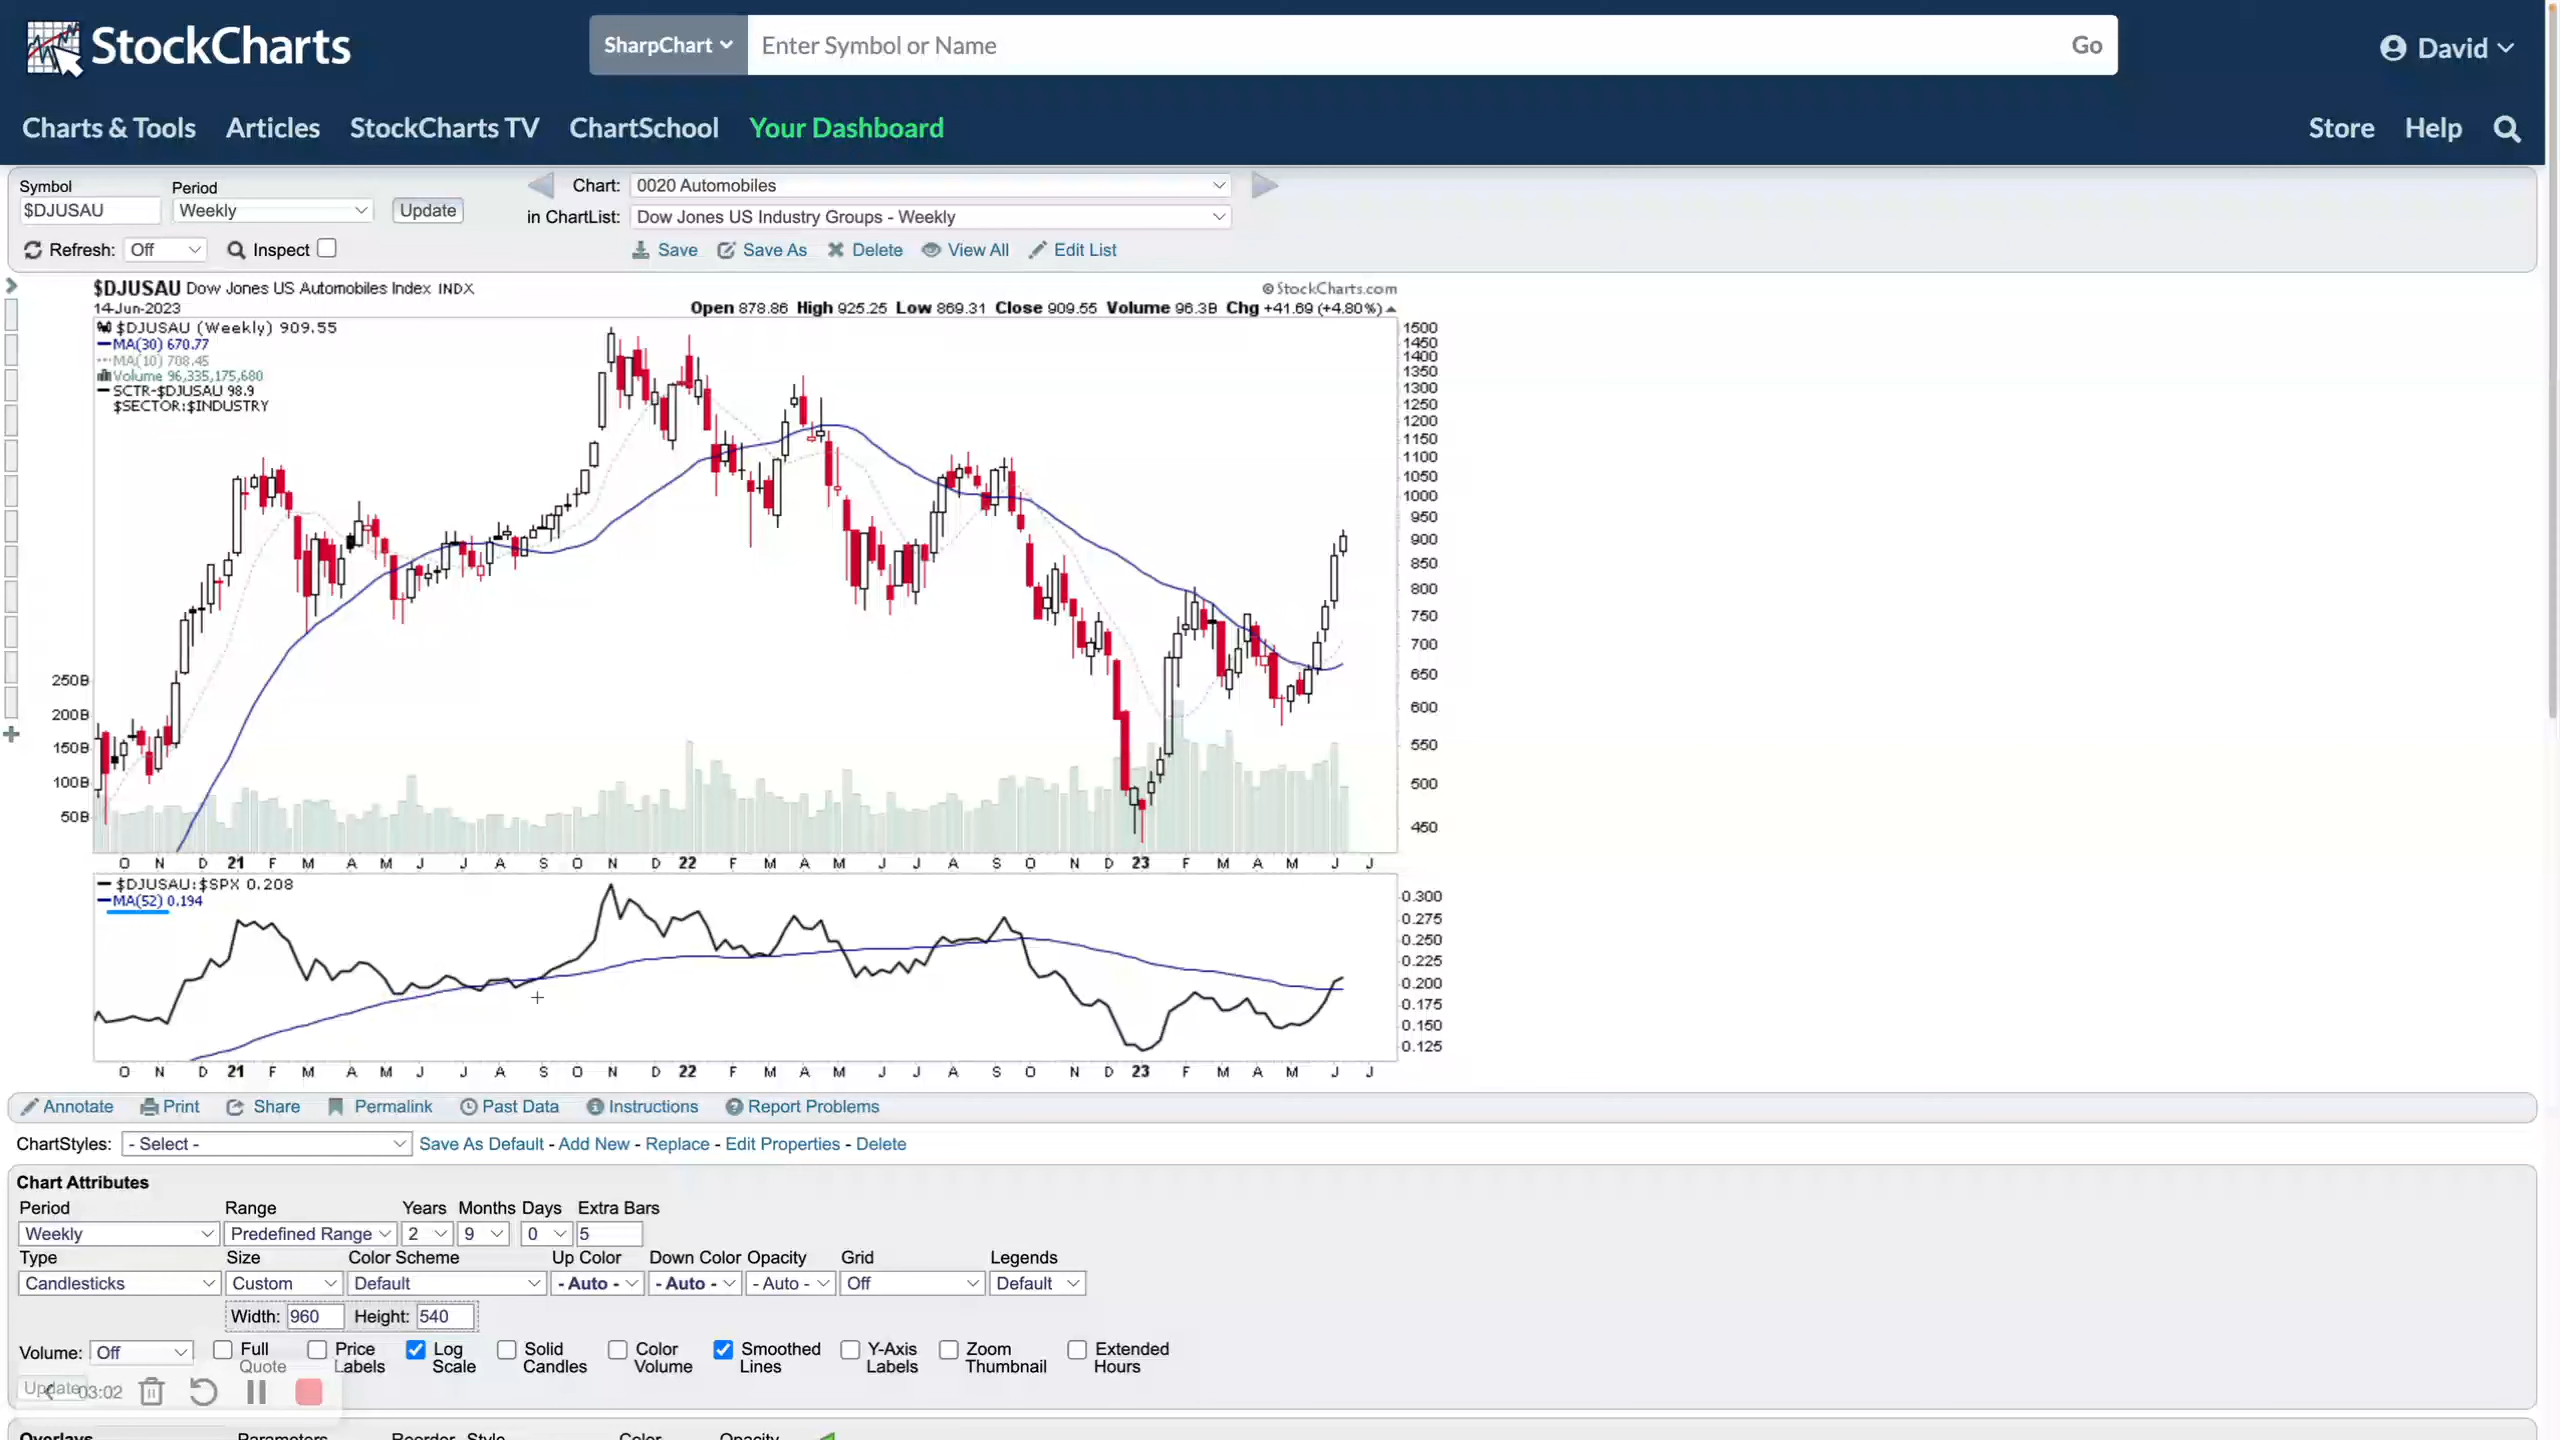 StockCharts
SharpChart Enter Symbol or Name Go
David
Charts & Tools Articles StockCharts TV ChartSchool Your Dashboard
Store Help
Symbol Period
$DJUSAU Weekly Update
Chart: 0020 Automobiles
in ChartList: Dow Jones US Industry Groups - Weekly
Refresh: Off Inspect
Save Save As Delete View All Edit List
$DJUSAU Dow Jones US Automobiles Index INDX
© StockCharts.com
14-Jun-2023
Open 878.86 High 925.25 Low 869.31 Close 909.55 Volume 96.3B Chg +41.69 (+4.80%)
$DJUSAU (Weekly) 909.55
MA(30) 670.77
MA(10) 708.45
Volume 96,335,175,680
SCTR-$DJUSAU 98.9
$SECTOR:$INDUSTRY
1500
1450
1400
1350
1300
1250
1200
1150
1100
1050
1000
950
900
850
800
750
700
650
600
550
500
450
250B
200B
150B
100B
50B
O N D 21 F M A M J J A S O N D 22 F M A M J J A S O N D 23 F M A M J J
$DJUSAU:$SPX 0.208
MA(52) 0.194
0.300
0.275
0.250
0.225
0.200
0.175
0.150
0.125
O N D 21 F M A M J J A S O N D 22 F M A M J J A S O N D 23 F M A M J J
Annotate Print Share Permalink Past Data Instructions Report Problems
ChartStyles: - Select - Save As Default - Add New - Replace - Edit Properties - Delete
Chart Attributes
Period Range Years Months Days Extra Bars
Weekly Predefined Range 2 9 0 5
Type Size Color Scheme Up Color Down Color Opacity Grid Legends
Candlesticks Custom Default - Auto - - Auto - - Auto - Off Default
Width: 960 Height: 540
Volume: Off Full Quote Price Labels Log Scale Solid Candles Color Volume Smoothed Lines Y-Axis Labels Zoom Thumbnail Extended Hours
Update 03:02
Overlays Parameters Reorder Style Color Opacity